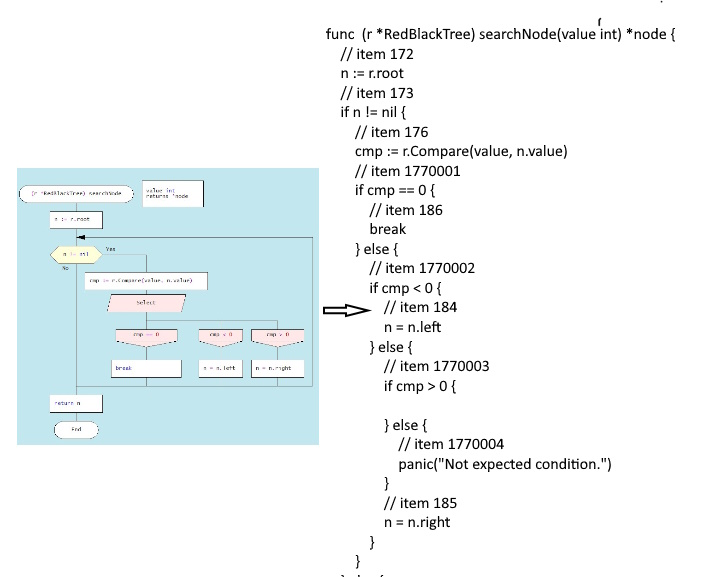 func  (r *RedBlackTree) searchNode(value int) *node {
// item 172
n := r.root
// item 173
if n != nil {
// item 176
cmp := r.Compare(value, n.value)
// item 1770001
if cmp == 0 {
// item 186
break
} else {
// item 1770002
if cmp < 0 {
// item 184
n = n.left
} else {
// item 1770003
if cmp > 0 {
} else {
// item 1770004
panic("Not expected condition.")
}
// item 185
n = n.right
}
}
(r *RedBlackTree) searchNode
value int
returns *node
n := r.root
n != nil
Yes
No
cmp := r.Compare(value, n.value)
Select
cmp == 0
cmp < 0
cmp > 0
break
n = n.left
n = n.right
return n
End